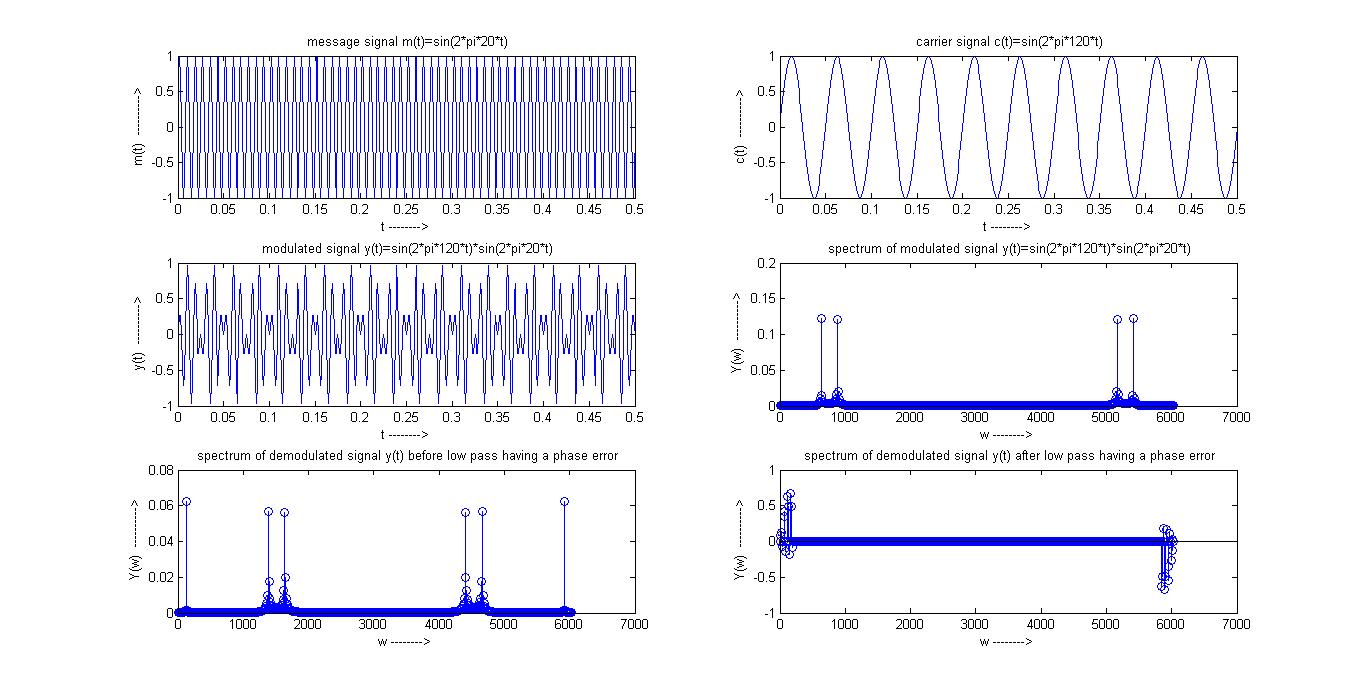 message signal m(t)=sin(2*pi*20*t)
1
0.5
0
-0.5
-1
m(t) -------->
0 0.05 0.1 0.15 0.2 0.25 0.3 0.35 0.4 0.45 0.5
t -------->
carrier signal c(t)=sin(2*pi*120*t)
1
0.5
0
-0.5
-1
c(t) -------->
0 0.05 0.1 0.15 0.2 0.25 0.3 0.35 0.4 0.45 0.5
t -------->
modulated signal y(t)=sin(2*pi*120*t)*sin(2*pi*20*t)
1
0.5
0
-0.5
-1
y(t) -------->
0 0.05 0.1 0.15 0.2 0.25 0.3 0.35 0.4 0.45 0.5
t -------->
spectrum of modulated signal y(t)=sin(2*pi*120*t)*sin(2*pi*20*t)
0.2
0.15
0.1
0.05
0
Y(w) -------->
0 1000 2000 3000 4000 5000 6000 7000
w -------->
spectrum of demodulated signal y(t) before low pass having a phase error
0.08
0.06
0.04
0.02
0
Y(w) -------->
0 1000 2000 3000 4000 5000 6000 7000
w -------->
spectrum of demodulated signal y(t) after low pass having a phase error
1
0.5
0
-0.5
-1
Y(w) -------->
0 1000 2000 3000 4000 5000 6000 7000
w -------->